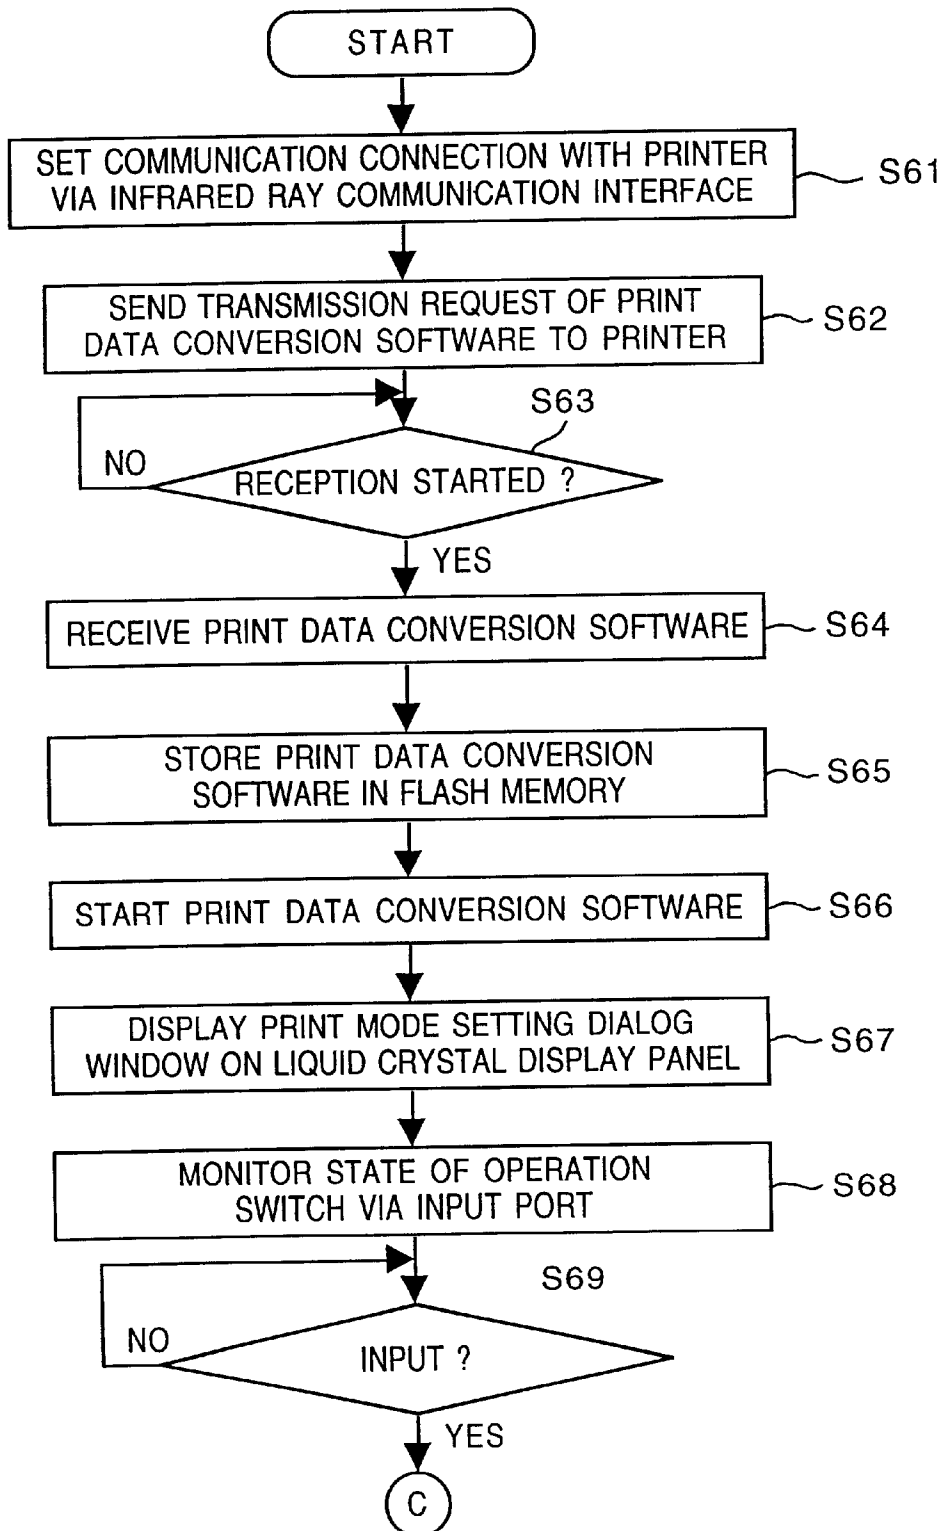 START
SET COMMUNICATION CONNECTION WITH PRINTER
VIA INFRARED RAY COMMUNICATION INTERFACE
S61
SEND TRANSMISSION REQUEST OF PRINT
DATA CONVERSION SOFTWARE TO PRINTER
S62
S63
NO
RECEPTION STARTED ?
YES
RECEIVE PRINT DATA CONVERSION SOFTWARE
S64
STORE PRINT DATA CONVERSION
SOFTWARE IN FLASH MEMORY
S65
START PRINT DATA CONVERSION SOFTWARE
S66
DISPLAY PRINT MODE SETTING DIALOG
WINDOW ON LIQUID CRYSTAL DISPLAY PANEL
S67
MONITOR STATE OF OPERATION
SWITCH VIA INPUT PORT
S68
S69
NO
INPUT ?
YES
C